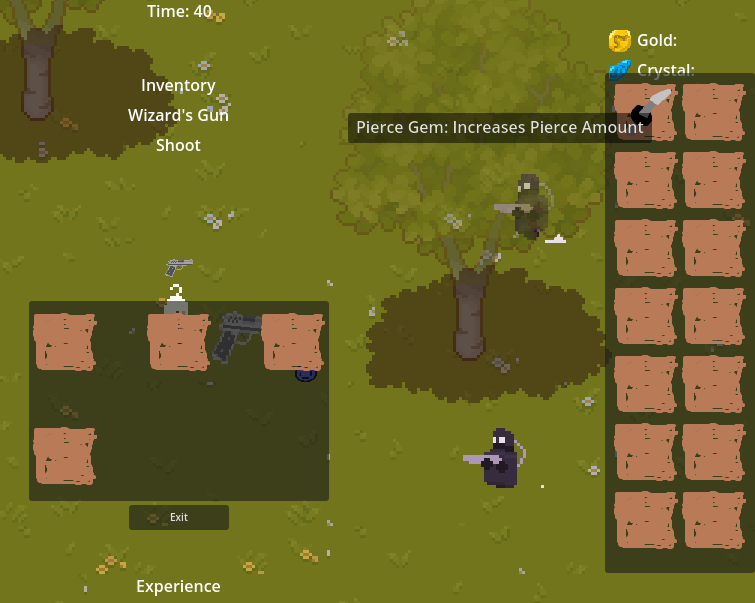 Time: 40
Gold:
Crystal:
Inventory
Wizard's Gun
Shoot
Pierce Gem: Increases Pierce Amount
Exit
Experience